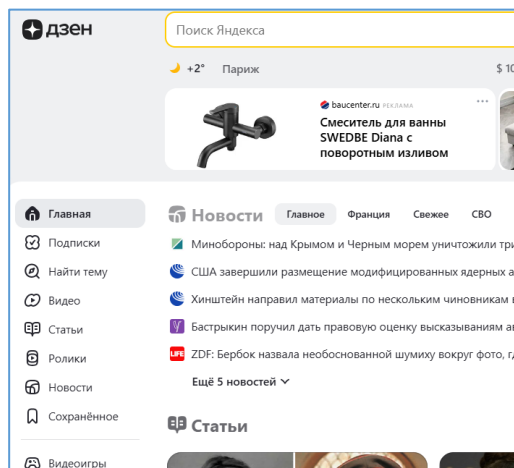 дзен
Поиск Яндекса
+2° Париж
$ 10
baucenter.ru РЕКЛАМА
Смеситель для ванны
SWEDBE Diana с
поворотным изливом
Главная
Подписки
Найти тему
Видео
Статьи
Ролики
Новости
Сохранённое
Видеоигры
Новости Главное Франция Свежее СВО
Минобороны: над Крымом и Черным морем уничтожили три
США завершили размещение модифицированных ядерных а
Хинштейн направил материалы по нескольким чиновникам
Бастрыкин поручил дать правовую оценку высказываниям
LIFE ZDF: Бербок назвала необоснованной шумиху вокруг фото,
Ещё 5 новостей
Статьи